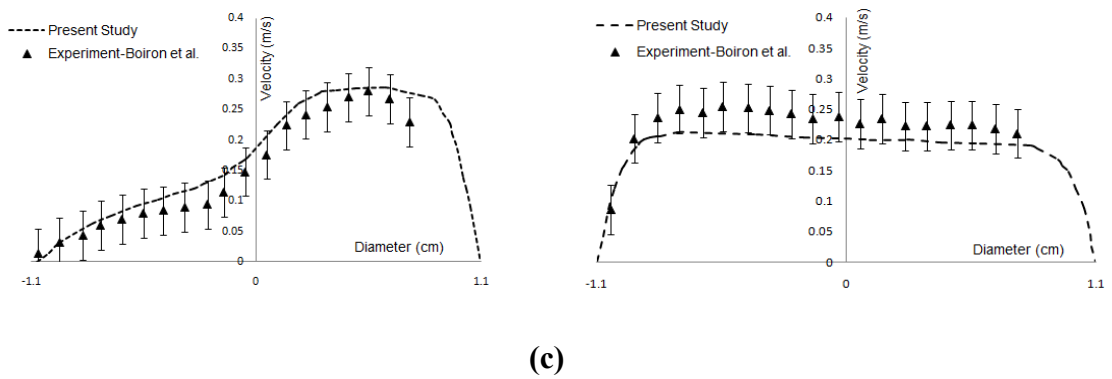 Present Study
Experiment-Boiron et al.
Velocity (m/s)
0.4
0.35
0.3
0.25
0.2
0.15
0.1
0.05
0
Diameter (cm)
-1.1
0
1.1
Present Study
Experiment-Boiron et al.
Velocity (m/s)
0.4
0.35
0.3
0.25
0.2
0.15
0.1
0.05
0
Diameter (cm)
-1.1
0
1.1
(c)